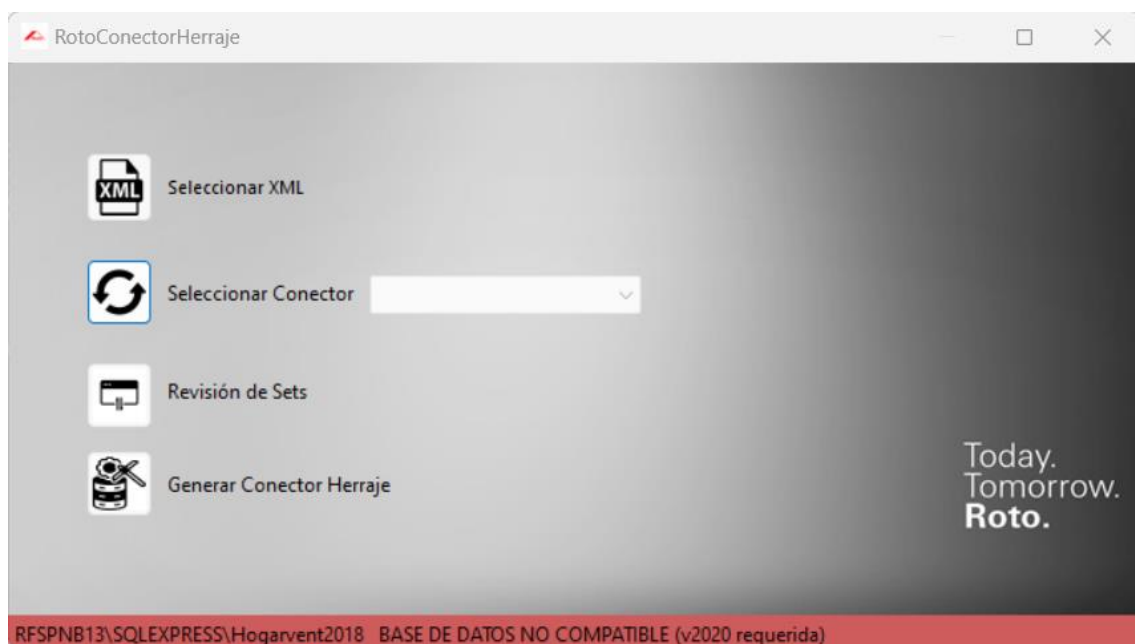 RotoConectorHerraje
XML
Seleccionar XML
Seleccionar Conector
Revisión de Sets
Generar Conector Herraje
Today.
Tomorrow.
Roto.
RFSPNB13\SQLEXPRESS\Hogarvent2018 BASE DE DATOS NO COMPATIBLE (v2020 requerida)